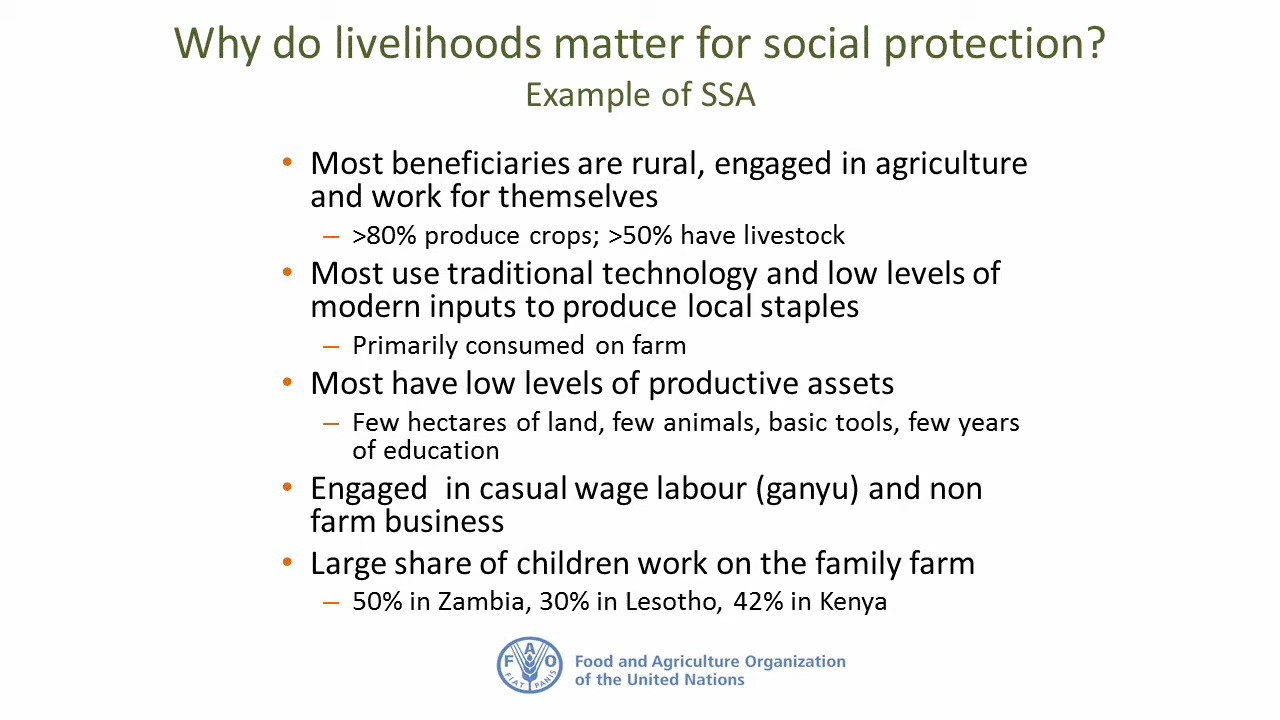 Why do livelihoods matter for social protection?
Example of SSA
• Most beneficiaries are rural, engaged in agriculture
and work for themselves
– >80% produce crops; >50% have livestock
• Most use traditional technology and low levels of
modern inputs to produce local staples
– Primarily consumed on farm
• Most have low levels of productive assets
– Few hectares of land, few animals, basic tools, few years
of education
• Engaged  in casual wage labour (ganyu) and non
farm business
• Large share of children work on the family farm
– 50% in Zambia, 30% in Lesotho, 42% in Kenya
F A O
FIAT PANIS
Food and Agriculture Organization
of the United Nations